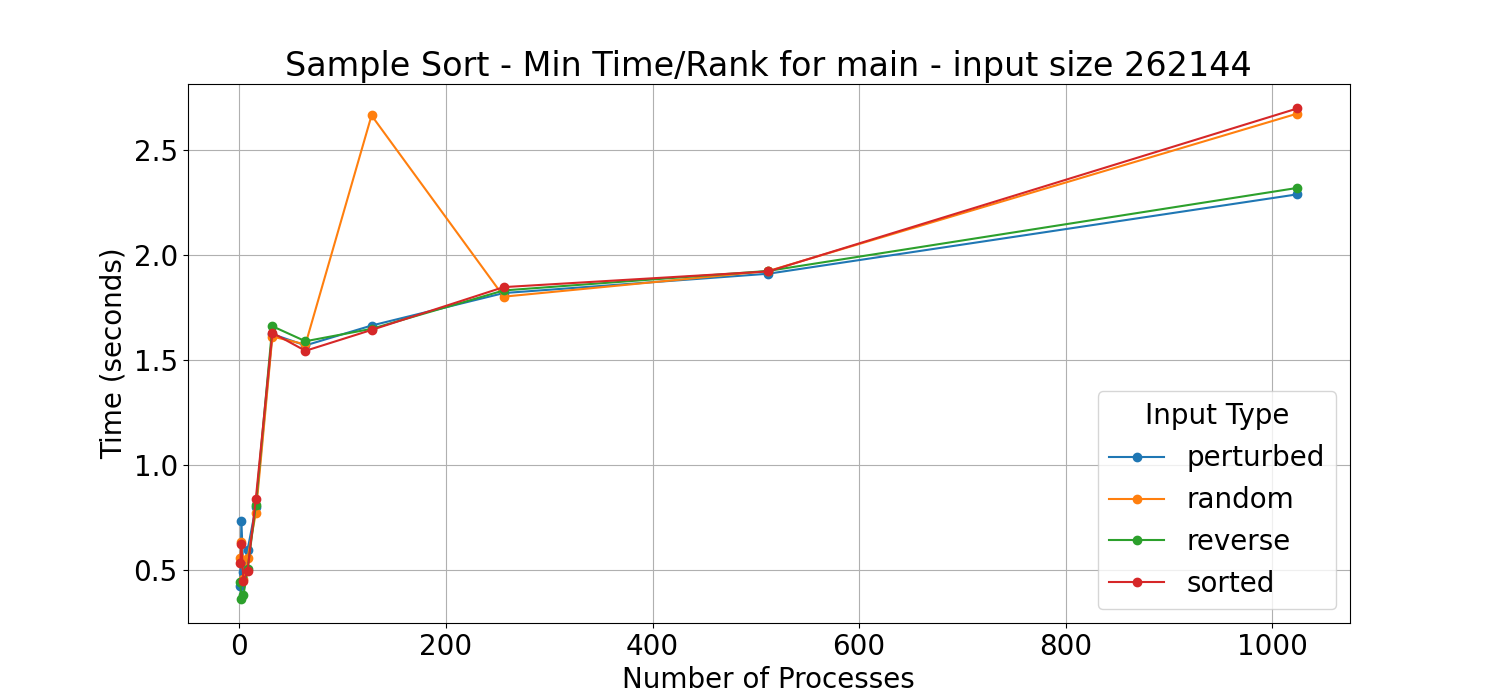 Sample Sort - Min Time/Rank for main - input size 262144
Time (seconds)
2.5
2.0
1.5
1.0
0.5
0 200 400 600 800 1000
Number of Processes
Input Type
perturbed
random
reverse
sorted